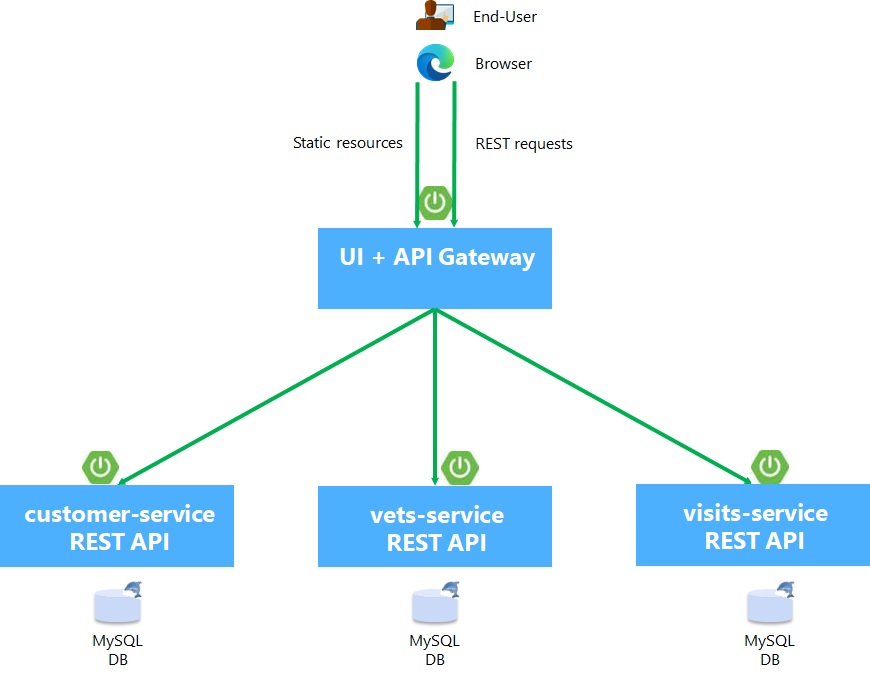 End-User
Browser
Static resources
REST requests
UI + API Gateway
customer-service
REST API
vets-service
REST API
visits-service
REST API
MySQL
DB
MySQL
DB
MySQL
DB